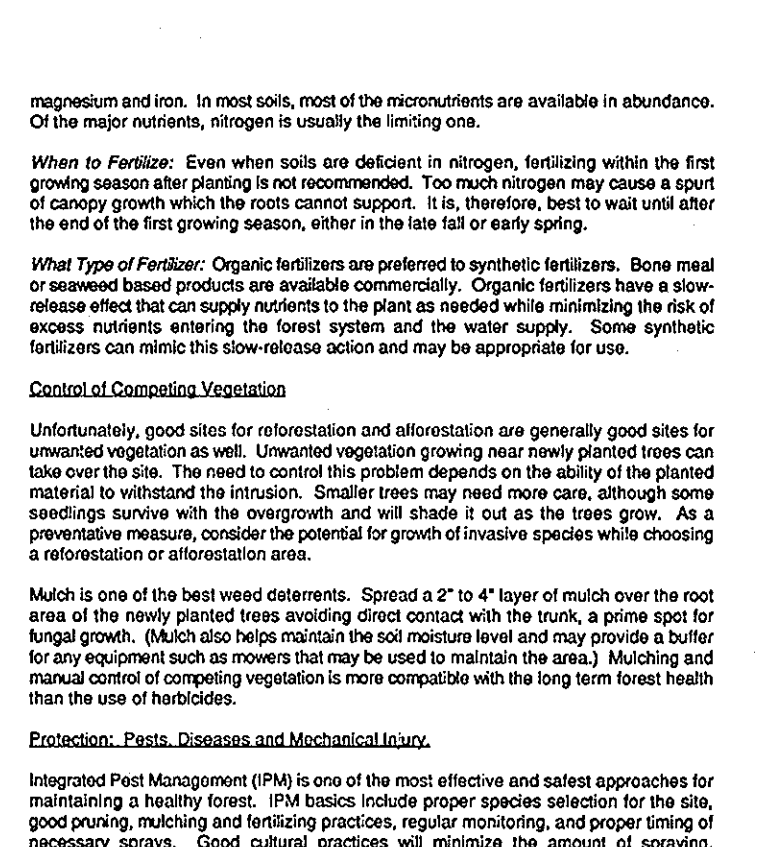 magnesium and iron. In most soils, most of the micronutrients are available in abundance.
Of the major nutrients, nitrogen is usually the limiting one.
When to Fertilize: Even when soils are deficient in nitrogen, fertilizing within the first
growing season after planting is not recommended. Too much nitrogen may cause a spurt
of canopy growth which the roots cannot support. It is, therefore, best to wait until after
the end of the first growing season, either in the late fall or early spring.
What Type of Fertilizer: Organic fertilizers are preferred to synthetic fertilizers. Bone meal
or seaweed based products are available commercially. Organic fertilizers have a slow-
release effect that can supply nutrients to the plant as needed while minimizing the risk of
excess nutrients entering the forest system and the water supply. Some synthetic
fertilizers can mimic this slow-release action and may be appropriate for use.
Control of Competing Vegetation
Unfortunately, good sites for reforestation and afforestation are generally good sites for
unwanted vegetation as well. Unwanted vegetation growing near newly planted trees can
take over the site. The need to control this problem depends on the ability of the planted
material to withstand the intrusion. Smaller trees may need more care, although some
seedlings survive with the overgrowth and will shade it out as the trees grow. As a
preventative measure, consider the potential for growth of invasive species while choosing
a reforestation or afforestation area.
Mulch is one of the best weed deterrents. Spread a 2" to 4" layer of mulch over the root
area of the newly planted trees avoiding direct contact with the trunk, a prime spot for
fungal growth. (Mulch also helps maintain the soil moisture level and may provide a buffer
for any equipment such as mowers that may be used to maintain the area.) Mulching and
manual control of competing vegetation is more compatible with the long term forest health
than the use of herbicides.
Protection: Pests, Diseases and Mechanical Injury.
Integrated Pest Management (IPM) is one of the most effective and safest approaches for
maintaining a healthy forest. IPM basics include proper species selection for the site,
good pruning, mulching and fertilizing practices, regular monitoring, and proper timing of
necessary sprays. Good cultural practices will minimize the amount of spraying,